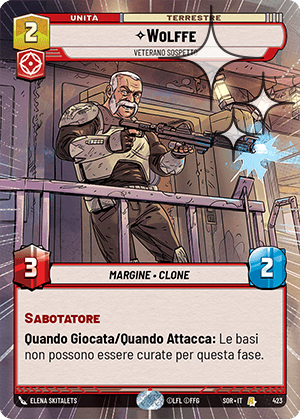 UNITÀ
TERRESTRE
2
Wolffe
VETERANO SOSPETTO
3
MARGINE • CLONE
2
SABOTATORE
Quando Giocata/Quando Attacca: Le basi
non possono essere curate per questa fase.
ELENA SKITALETS
©LFL ©FFG
SOR • IT
423